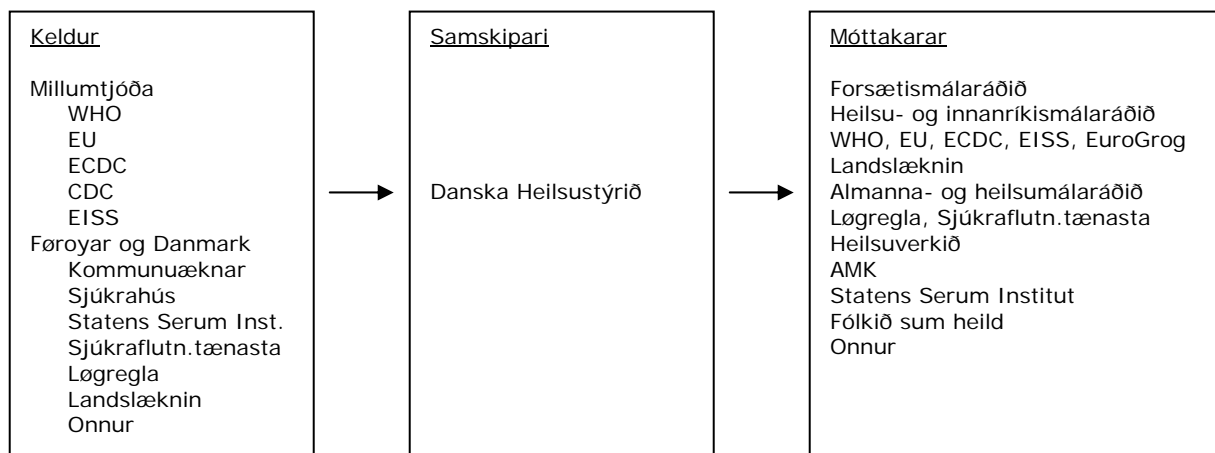 Keldur
Millumtjóða
WHO
EU
ECDC
CDC
EISS
Føroyar og Danmark
Kommunuæknar
Sjúkrahús
Statens Serum Inst.
Sjúkraflutn.tænasta
Løgregla
Landslæknin
Onnur
Samskipari
Danska Heilsustýrið
Móttakarar
Forsætismálaráðið
Heilsu- og innanríkismálaráðið
WHO, EU, ECDC, EISS, EuroGrog
Landslæknin
Almanna- og heilsumálaráðið
Løgregla, Sjúkraflutn.tænasta
Heilsuverkið
AMK
Statens Serum Institut
Fólkið sum heild
Onnur